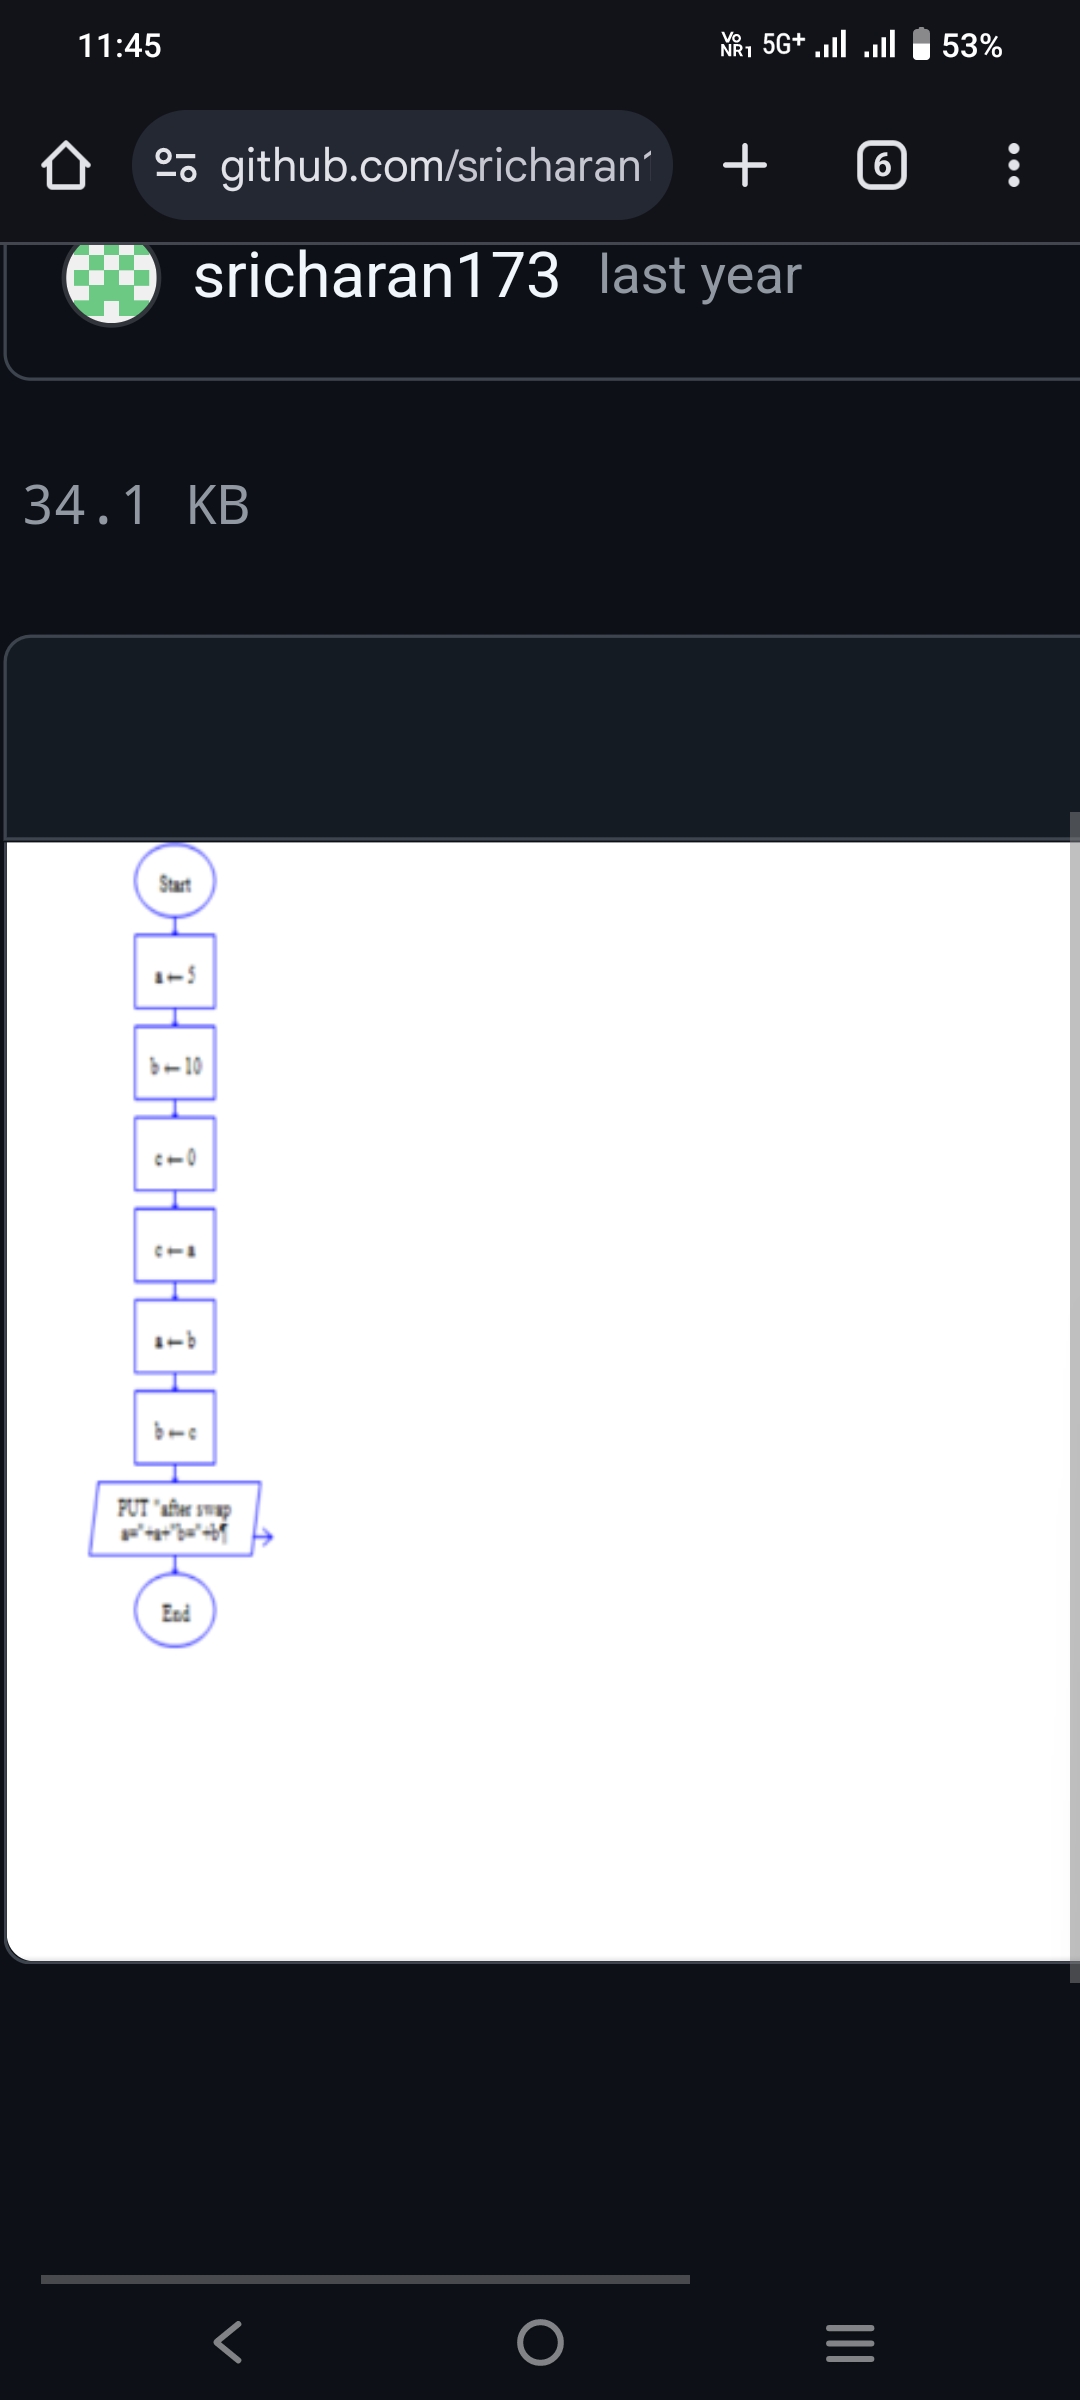 11:45
Vo NR1 5G+ 53%
github.com/sricharan1
6
sricharan173 last year
34.1 KB
Start
a ← 5
b ← 10
c ← 0
c ← a
a ← b
b ← c
PUT "after swap
a="+a+"b="+b¶
End